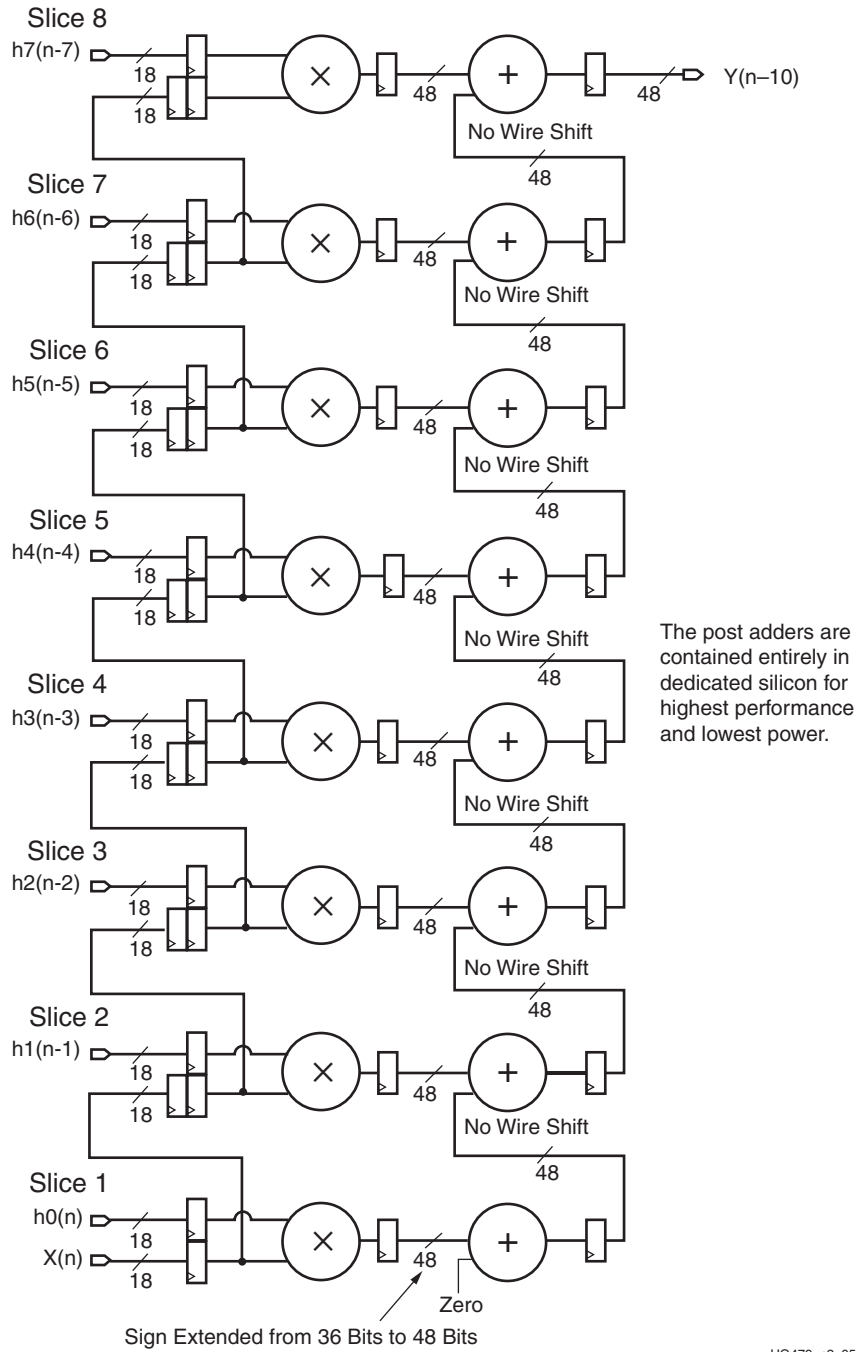 Slice 8
h7(n-7)
18
18
48
48
Y(n–10)
No Wire Shift
48
Slice 7
h6(n-6)
18
18
48
No Wire Shift
48
Slice 6
h5(n-5)
18
18
48
No Wire Shift
48
Slice 5
h4(n-4)
18
18
48
No Wire Shift
48
The post adders are
contained entirely in
dedicated silicon for
highest performance
and lowest power.
Slice 4
h3(n-3)
18
18
48
No Wire Shift
48
Slice 3
h2(n-2)
18
18
48
No Wire Shift
48
Slice 2
h1(n-1)
18
18
48
No Wire Shift
48
Slice 1
h0(n)
18
X(n)
18
48
Zero
Sign Extended from 36 Bits to 48 Bits